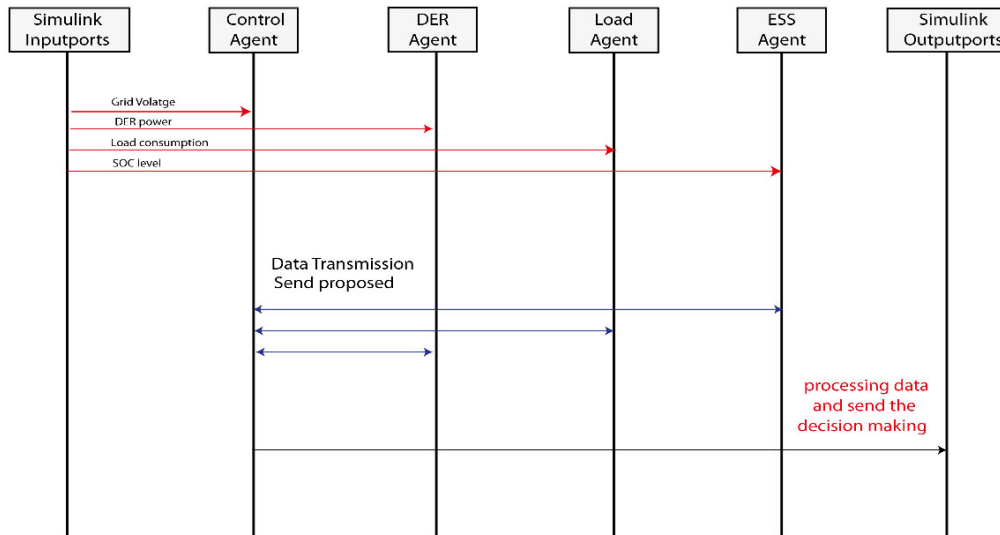 Simulink
Inputports
Control
Agent
DER
Agent
Load
Agent
ESS
Agent
Simulink
Outputports
Grid Volatge
DER power
Load consumption
SOC level
Data Transmission
Send proposed
processing data
and send the
decision making